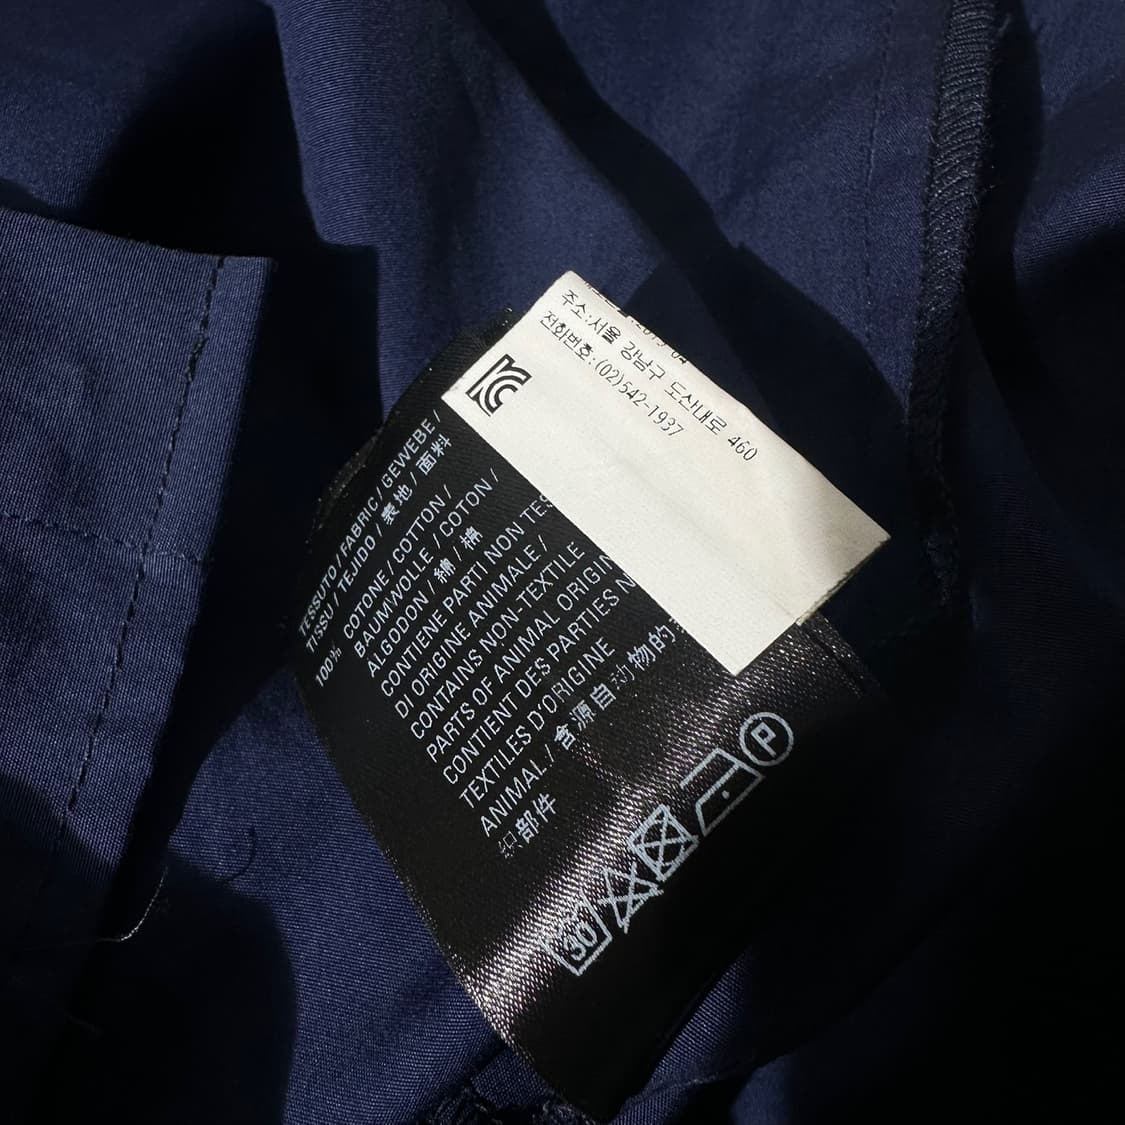 주소:서울 강남구 도산대로 460
전화번호:(02)542-1937
TESSUTO / FABRIC / GEWEBE /
TISSU / TEJIDO / 表地 / 面料
100% COTONE / COTTON /
BAUMWOLLE / COTON /
ALGODON / 綿 / 棉
CONTIENE PARTI NON
DI ORIGINE ANIMALE /
CONTAINS NON-TEXTILE
PARTS OF ANIMAL
CONTIENT DES PARTIES
TEXTILES D'ORIGINE
ANIMAL / 含源自动物的
织部件
30
P